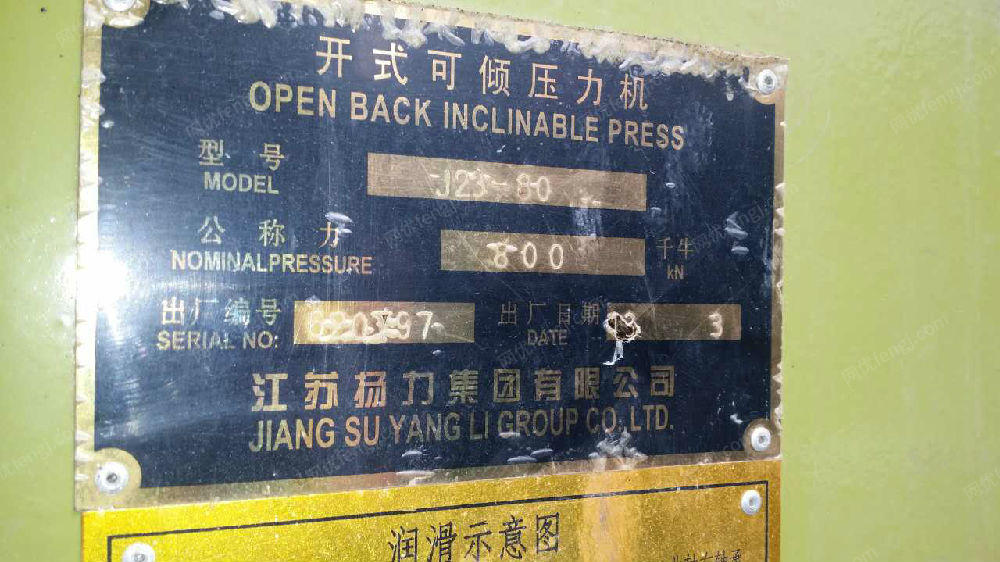 开式可倾压力机
OPEN BACK INCLINABLE PRESS
型号
MODEL
J23-80
公称力
NOMINALPRESSURE
800
千牛
kN
出厂编号
SERIAL NO:
出厂日期
DATE
3
江苏扬力集团有限公司
JIANG SU YANG LI GROUP CO.,LTD.
润滑示意图